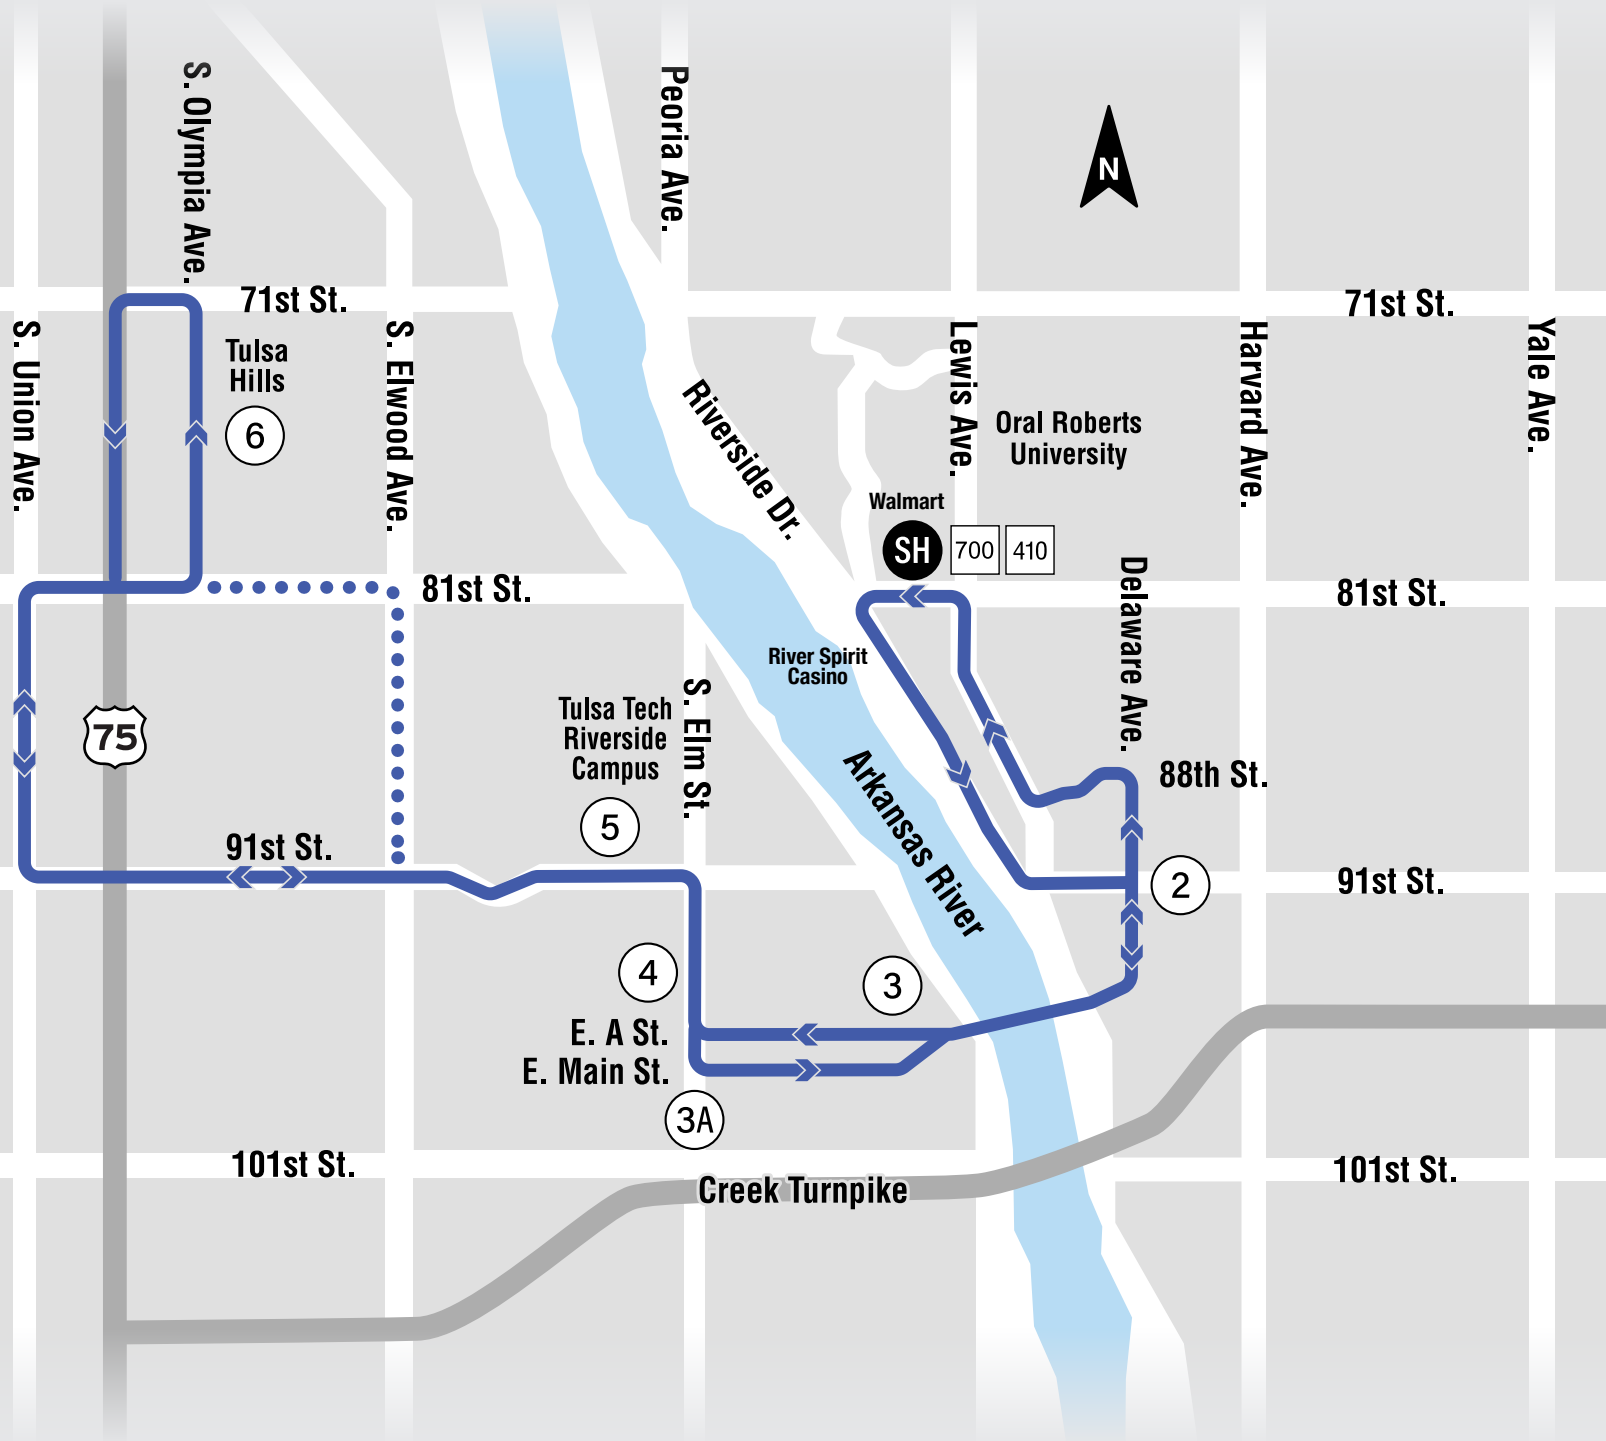 S. Olympia Ave.
Peoria Ave.
N
71st St.
71st St.
S. Union Ave.
Tulsa
Hills
6
S. Elwood Ave.
Riverside Dr.
Lewis Ave.
Oral Roberts
University
Harvard Ave.
Yale Ave.
Walmart
SH
700
410
81st St.
81st St.
Delaware Ave.
River Spirit
Casino
75
Tulsa Tech
Riverside
Campus
S. Elm St.
5
Arkansas River
88th St.
91st St.
2
91st St.
4
3
E. A St.
E. Main St.
3A
101st St.
101st St.
Creek Turnpike